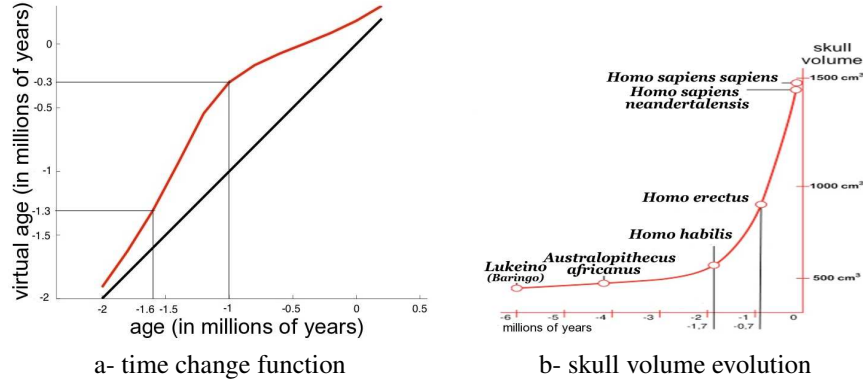 virtual age (in millions of years)
0
-0.3
-0.5
-1
-1.3
-1.5
-2
-2
-1.6
-1.5
-1
-0.5
0
0.5
age (in millions of years)
a- time change function
skull
volume
Homo sapiens sapiens
1500 cm³
Homo sapiens
neandertalensis
1000 cm³
Homo erectus
Homo habilis
Australopithecus
africanus
Lukeino
(Baringo)
500 cm³
-6
-5
-4
-3
-2
-1
0
millions of years
-1.7
-0.7
b- skull volume evolution